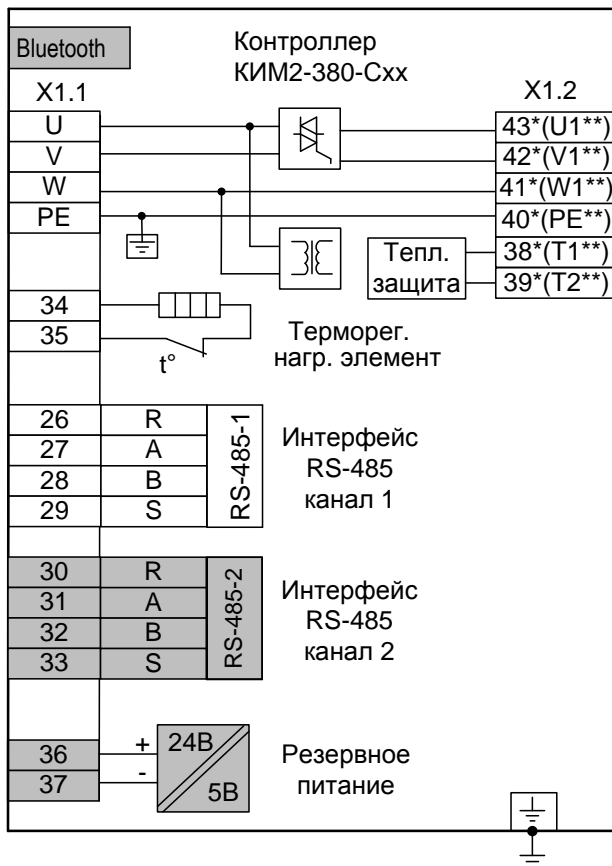 Bluetooth
Контроллер
КИМ2-380-Схх
X1.1
X1.2
U
V
W
PE
43*(U1**)
42*(V1**)
41*(W1**)
40*(PE**)
38*(T1**)
39*(T2**)
Тепл.
защита
34
35
t°
Терморег.
нагр. элемент
26 R
27 A
28 B
29 S
RS-485-1
Интерфейс
RS-485
канал 1
30 R
31 A
32 B
33 S
RS-485-2
Интерфейс
RS-485
канал 2
36 +
37 -
24В
5В
Резервное
питание